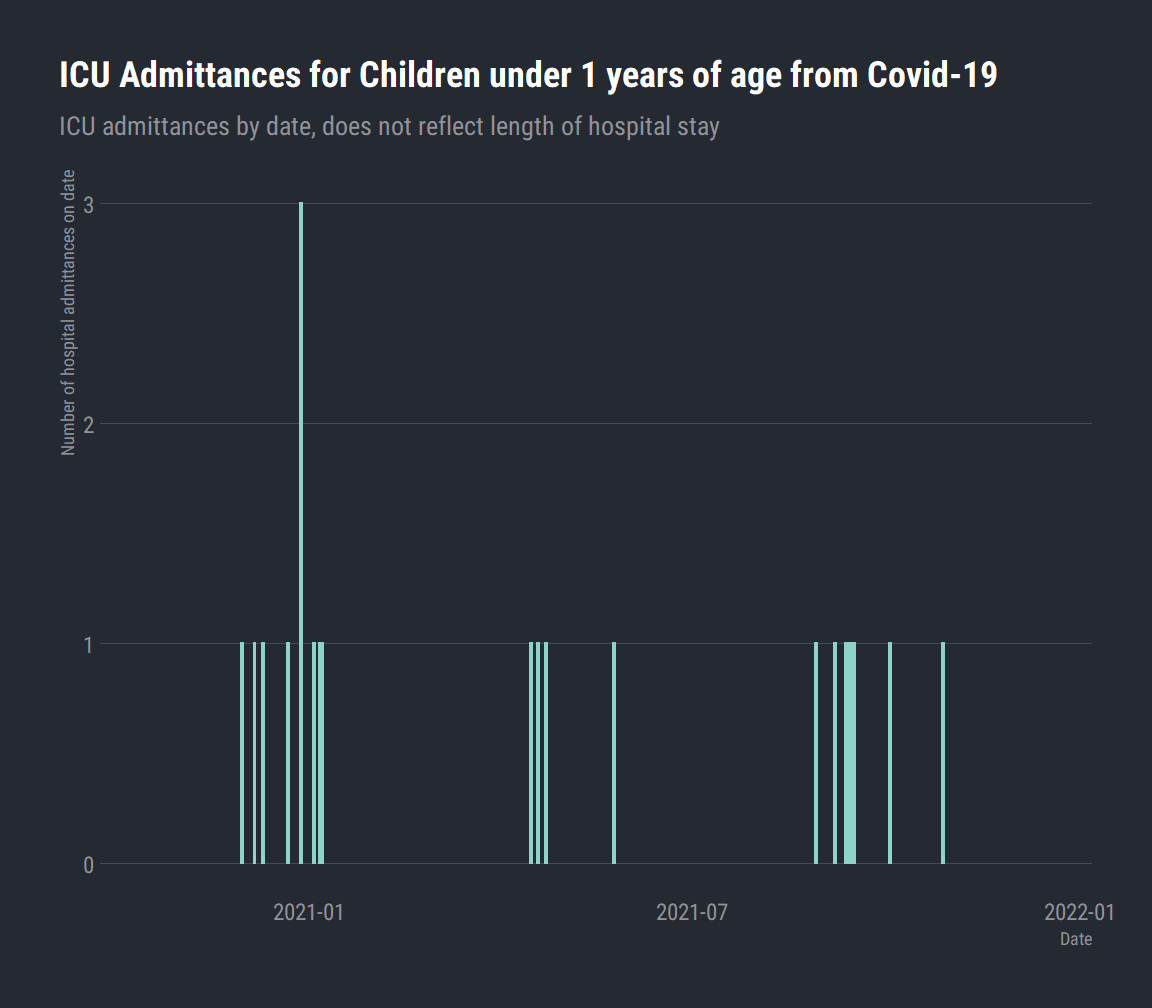 ICU Admittances for Children under 1 years of age from Covid-19
ICU admittances by date, does not reflect length of hospital stay
Number of hospital admittances on date
3
2
1
0
2021-01
2021-07
2022-01
Date